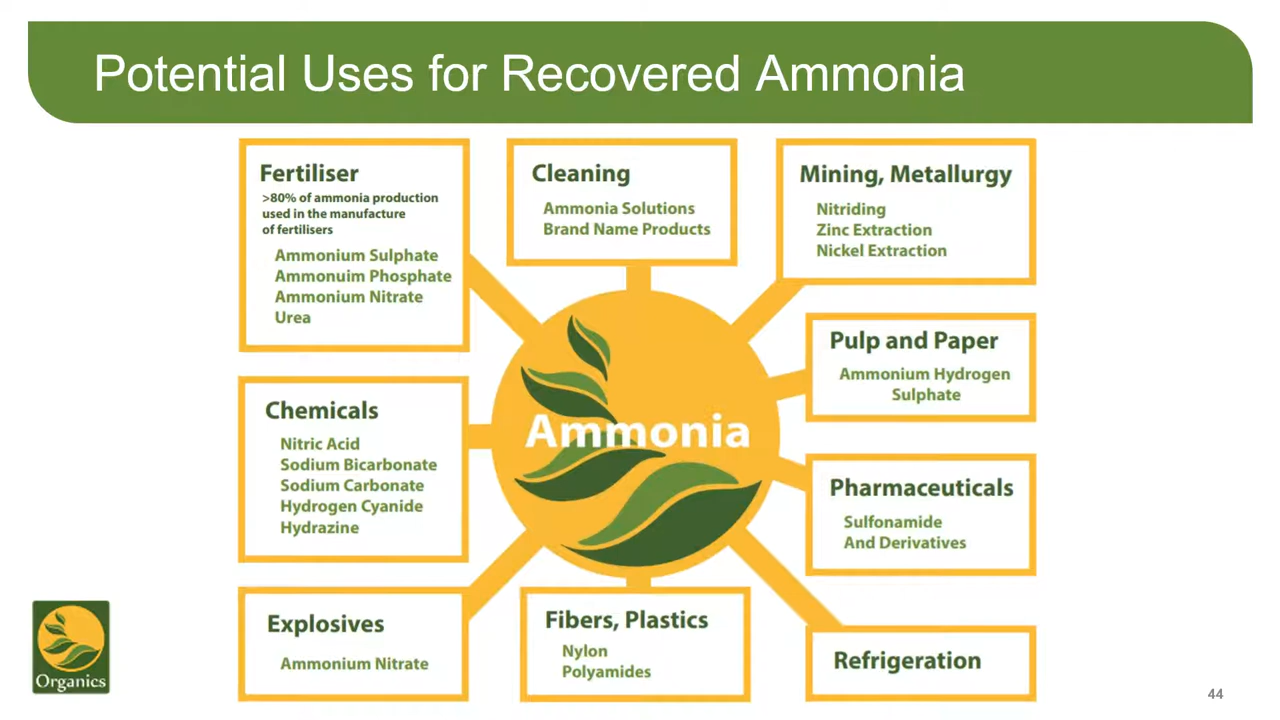 Potential Uses for Recovered Ammonia
Fertiliser
>80% of ammonia production
used in the manufacture
of fertilisers
Ammonium Sulphate
Ammonuim Phosphate
Ammonium Nitrate
Urea
Cleaning
Ammonia Solutions
Brand Name Products
Mining, Metallurgy
Nitriding
Zinc Extraction
Nickel Extraction
Pulp and Paper
Ammonium Hydrogen
Sulphate
Chemicals
Nitric Acid
Sodium Bicarbonate
Sodium Carbonate
Hydrogen Cyanide
Hydrazine
Ammonia
Pharmaceuticals
Sulfonamide
And Derivatives
Explosives
Ammonium Nitrate
Fibers, Plastics
Nylon
Polyamides
Refrigeration
Organics
44